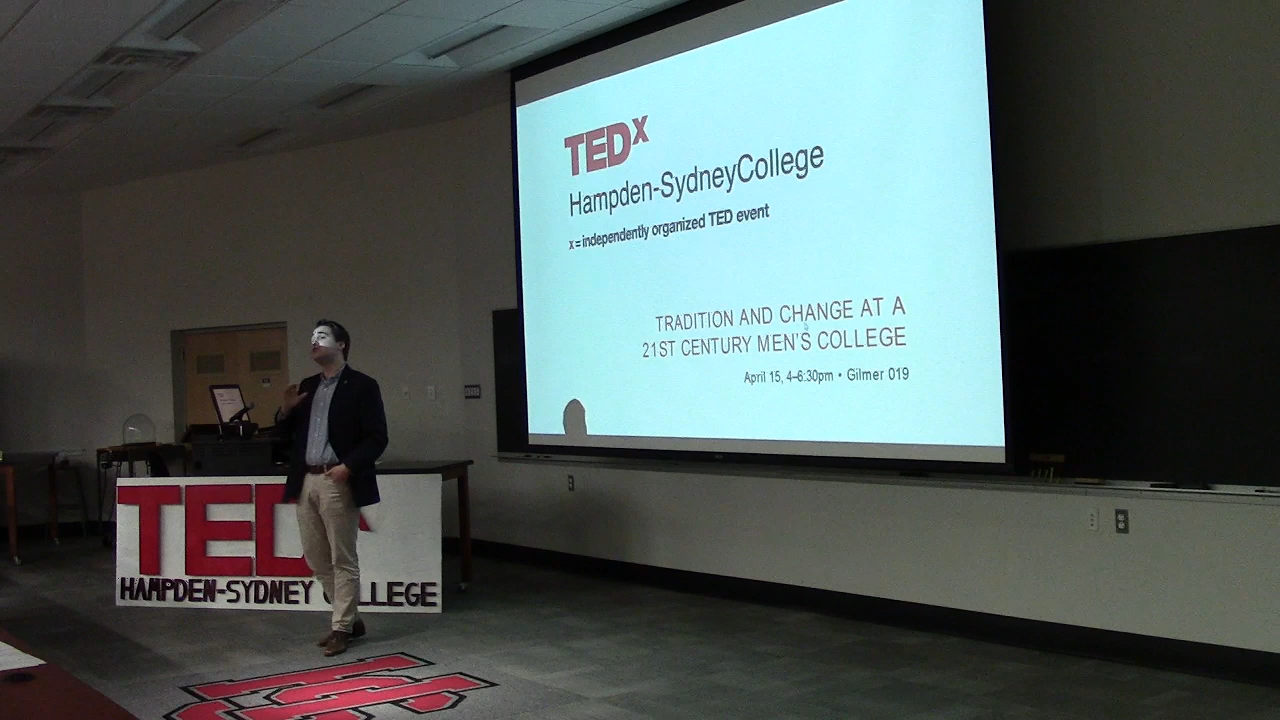 TEDx
Hampden-SydneyCollege
x = independently organized TED event
TRADITION AND CHANGE AT A
21ST CENTURY MEN'S COLLEGE
April 15, 4–6:30pm • Gilmer 019
TED
HAMPDEN-SYDNEY C LLEGE